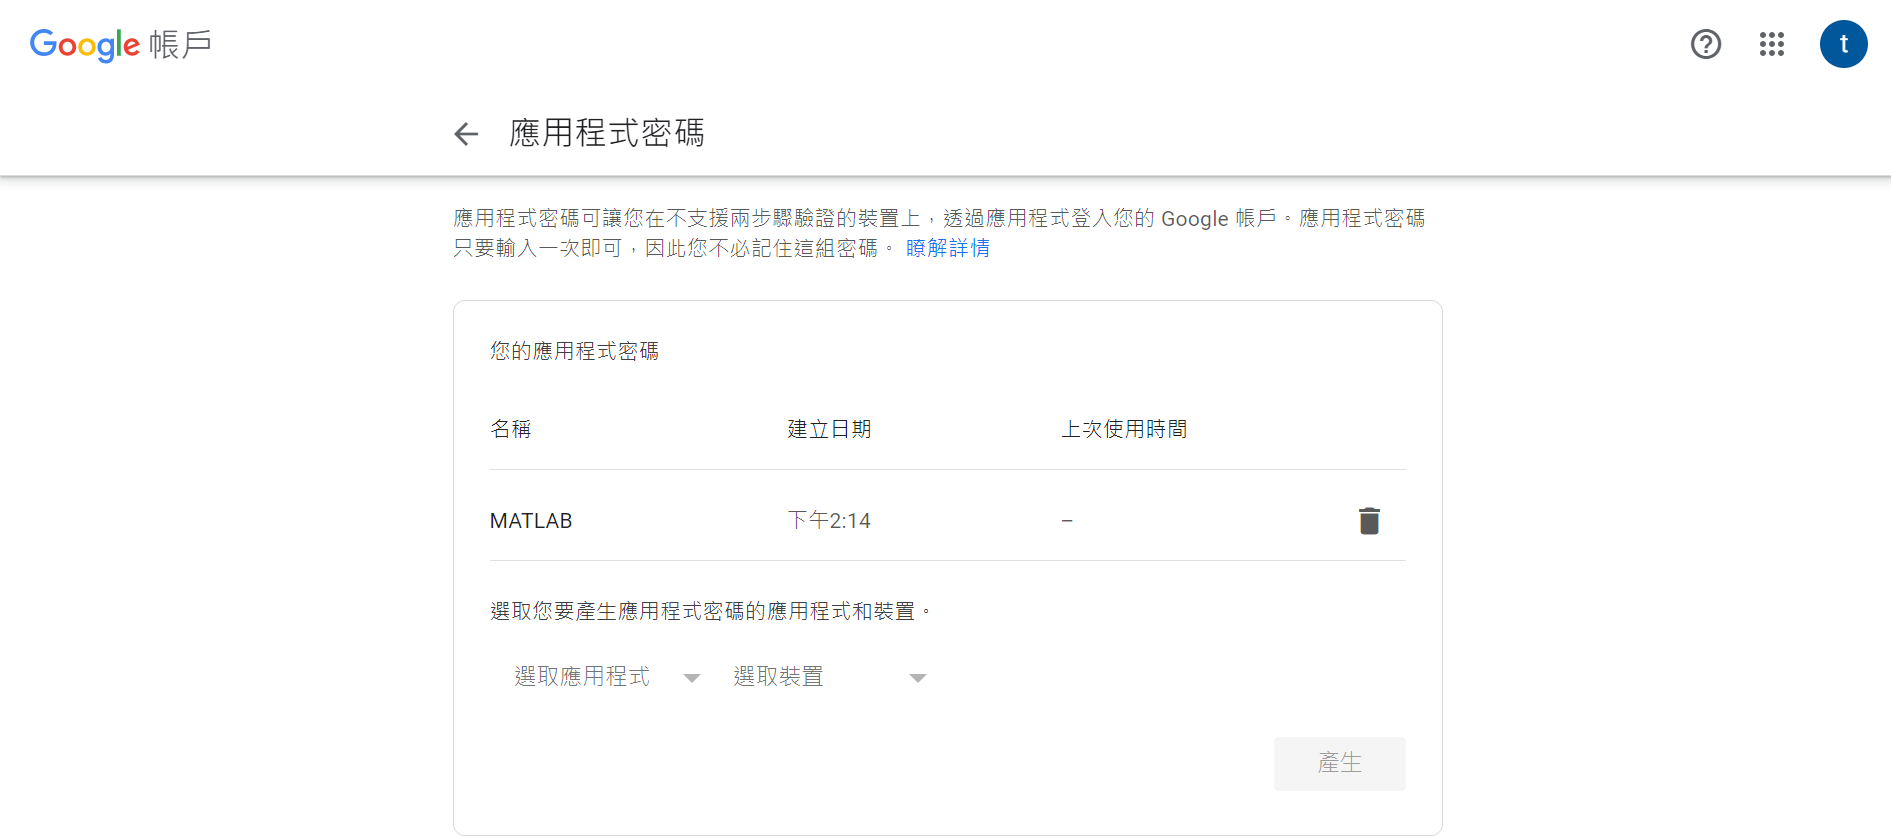 Google 帳戶
t
應用程式密碼
應用程式密碼可讓您在不支援兩步驟驗證的裝置上，透過應用程式登入您的 Google 帳戶。應用程式密碼
只要輸入一次即可，因此您不必記住這組密碼。 瞭解詳情
您的應用程式密碼
名稱 建立日期 上次使用時間
MATLAB 下午2:14 –
選取您要產生應用程式密碼的應用程式和裝置。
選取應用程式 選取裝置
產生